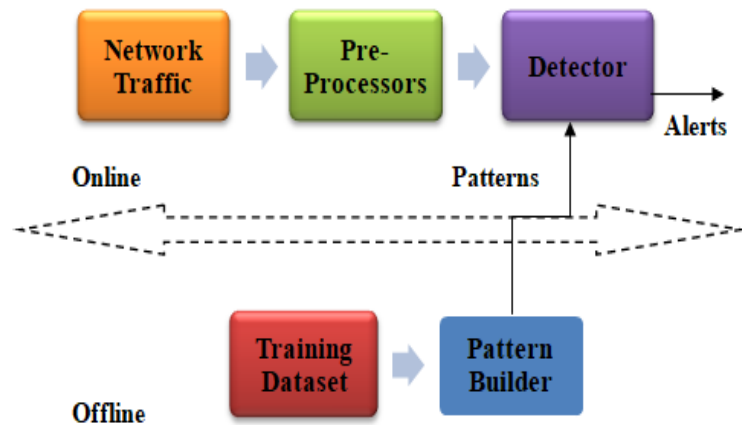 Network
Traffic
Pre-
Processors
Detector
Alerts
Online
Patterns
Training
Dataset
Pattern
Builder
Offline